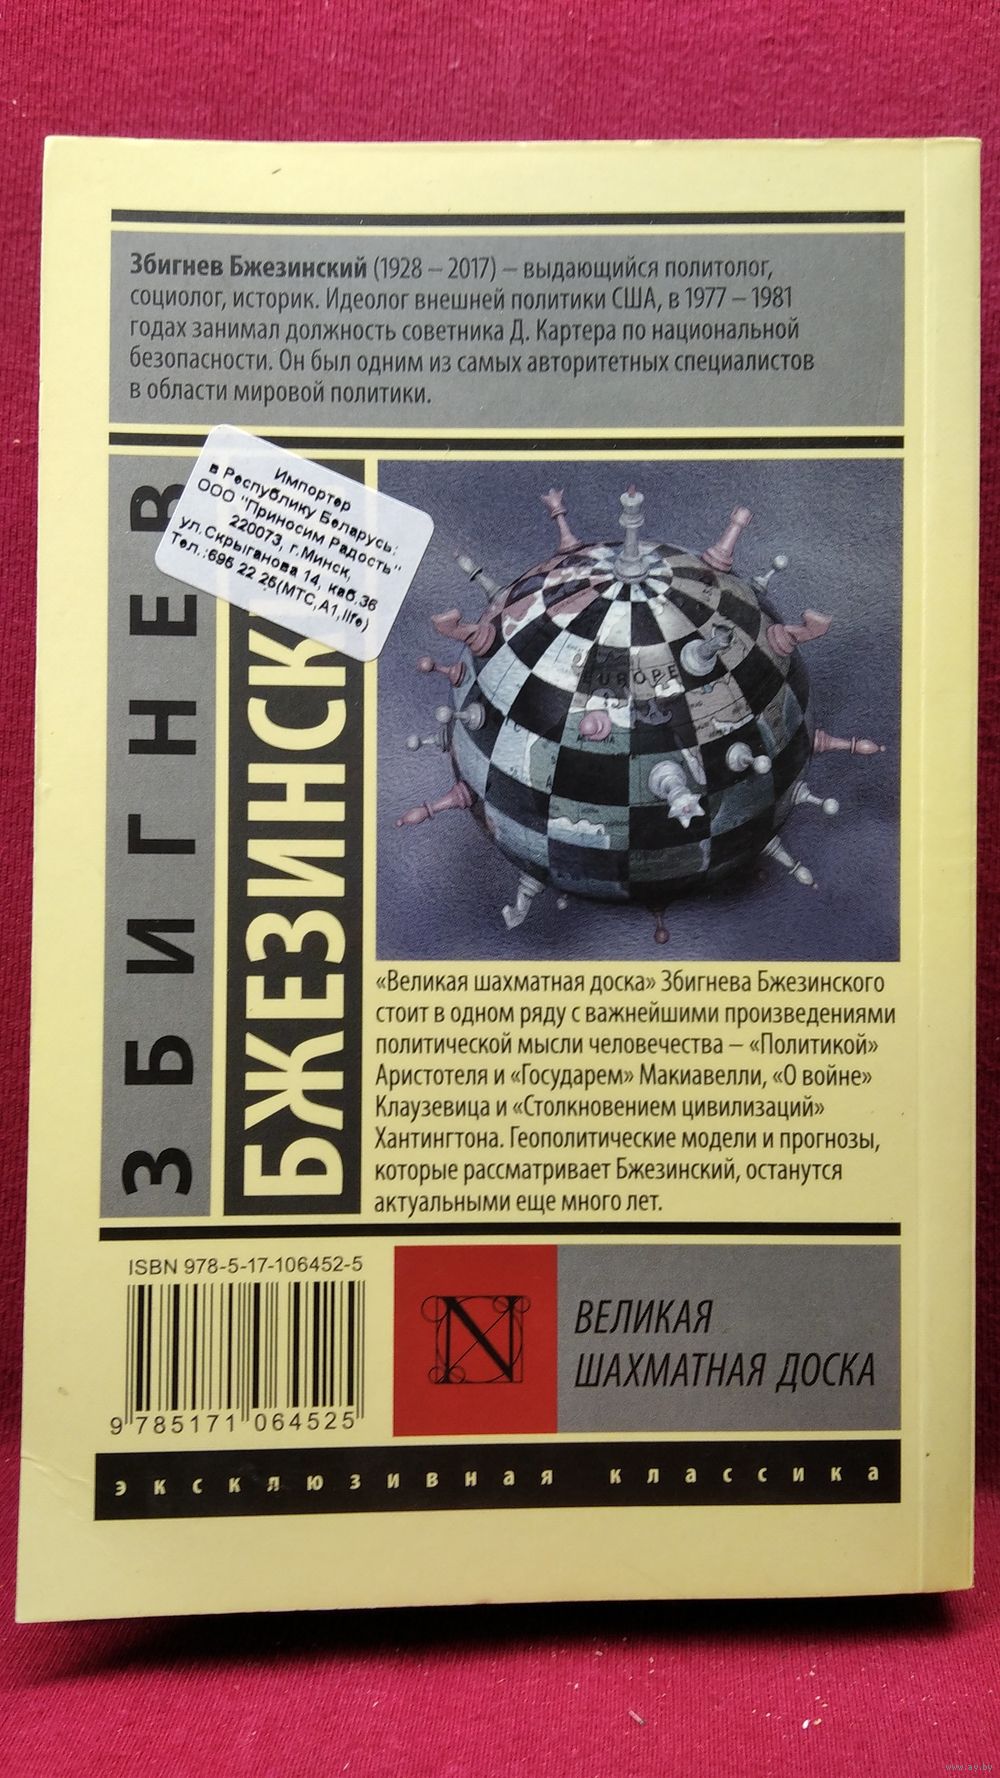 Збигнев Бжезинский (1928 – 2017) – выдающийся политолог,
социолог, историк. Идеолог внешней политики США, в 1977 – 1981
годах занимал должность советника Д. Картера по национальной
безопасности. Он был одним из самых авторитетных специалистов
в области мировой политики.
Импортер
в Республику Беларусь:
ООО "Приносим Радость"
220073, г.Минск,
ул.Скрыганова 14, каб.36
Тел.:695 22 25(МТС,А1,life)
ЗБИГНЕВ
БЖЕЗИНСК
EUROPE
«Великая шахматная доска» Збигнева Бжезинского
стоит в одном ряду с важнейшими произведениями
политической мысли человечества – «Политикой»
Аристотеля и «Государем» Макиавелли, «О войне»
Клаузевица и «Столкновением цивилизаций»
Хантингтона. Геополитические модели и прогнозы,
которые рассматривает Бжезинский, останутся
актуальными еще много лет.
ISBN 978-5-17-106452-5
9 785171 064525
N
ВЕЛИКАЯ
ШАХМАТНАЯ ДОСКА
эксклюзивная классика
www.ay.by